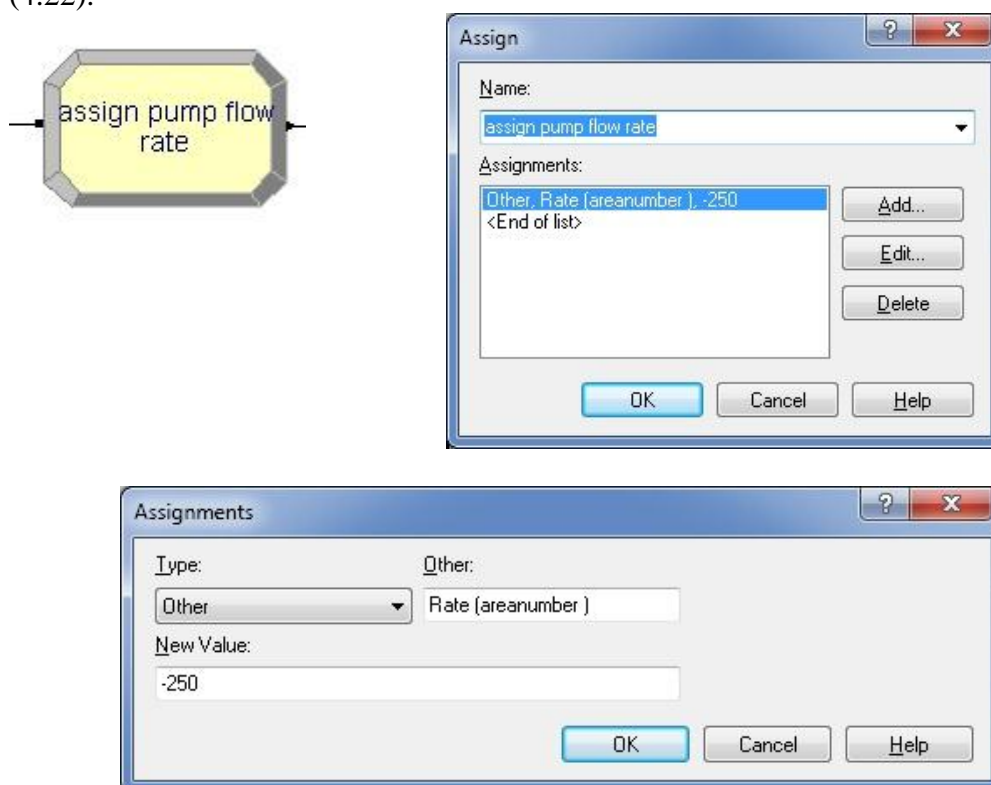 (4.22).
assign pump flow
rate
Assign
Name:
assign pump flow rate
Assignments:
Other, Rate (areanumber ), -250
<End of list>
Add...
Edit...
Delete
OK
Cancel
Help
Assignments
Type:
Other:
Other
Rate (areanumber )
New Value:
-250
OK
Cancel
Help